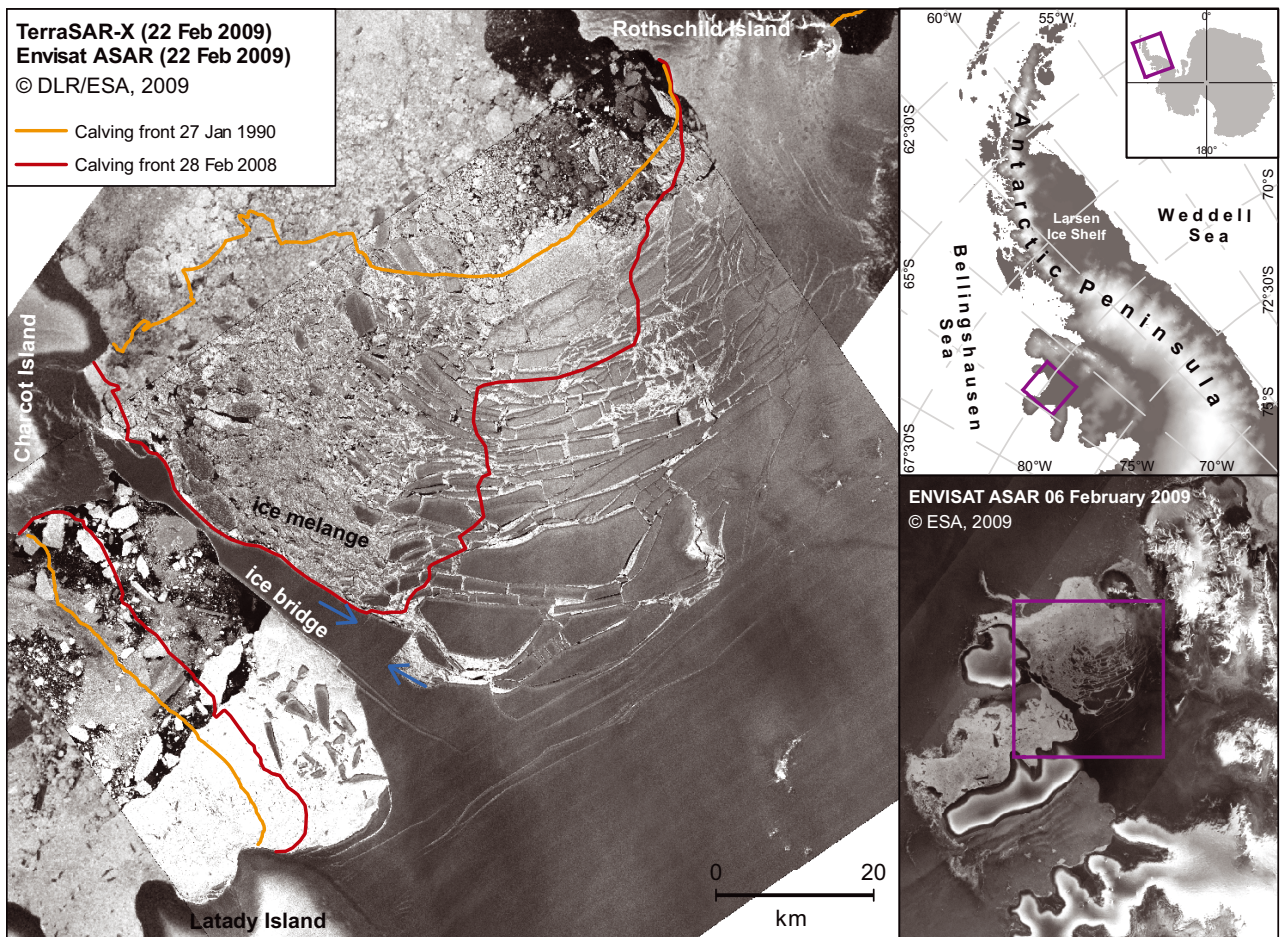 TerraSAR-X (22 Feb 2009)
Envisat ASAR (22 Feb 2009)
© DLR/ESA, 2009
Calving front 27 Jan 1990
Calving front 28 Feb 2008
Rothschild Island
Charcot Island
ice melange
ice bridge
Latady Island
0 20
km
60°W 55°W
0°
180°
62°30'S
65°S
67°30'S
70°S
72°30'S
75°S
80°W 75°W 70°W
Antarctic Peninsula
Larsen
Ice Shelf
Weddell
Sea
Bellingshausen
Sea
ENVISAT ASAR 06 February 2009
© ESA, 2009